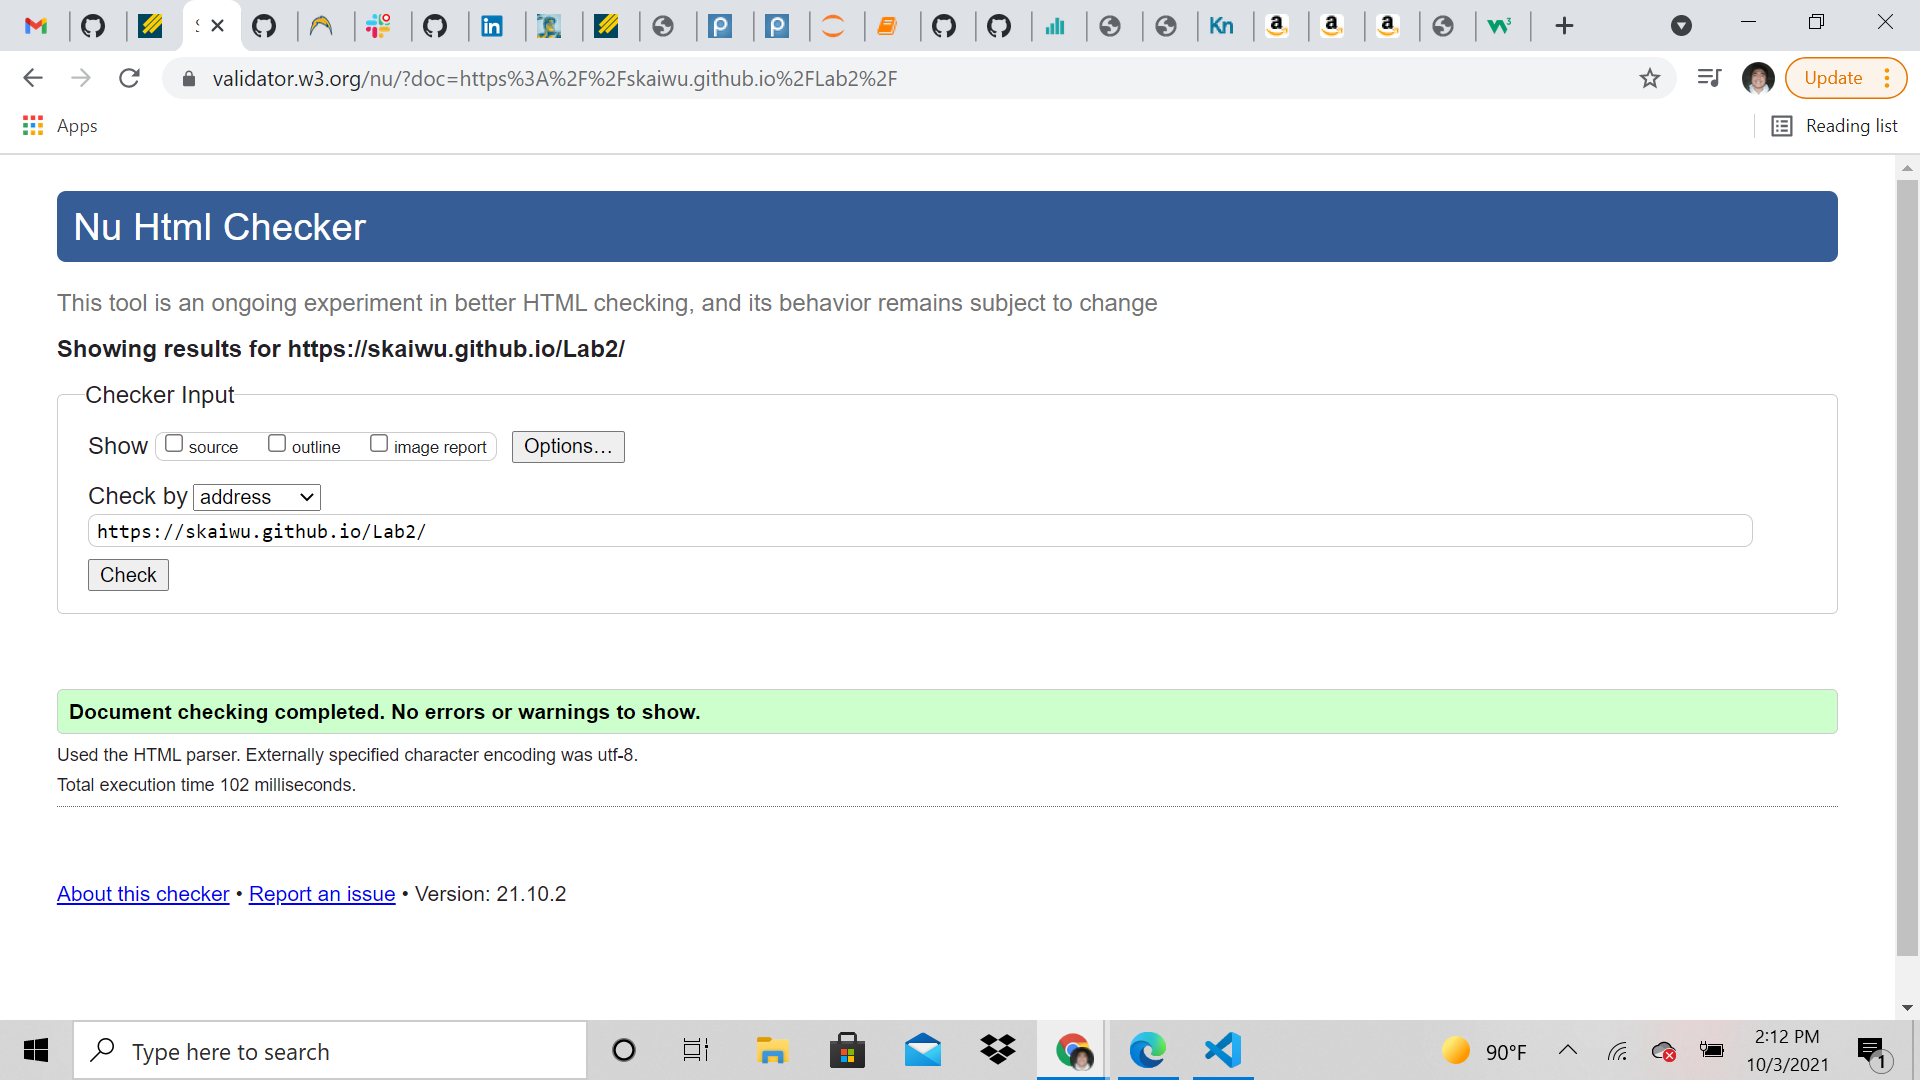 validator.w3.org/nu/?doc=https%3A%2F%2Fskaiwu.github.io%2FLab2%2F
Update
Apps
Reading list
Nu Html Checker
This tool is an ongoing experiment in better HTML checking, and its behavior remains subject to change
Showing results for https://skaiwu.github.io/Lab2/
Checker Input
Show source outline image report Options...
Check by address
https://skaiwu.github.io/Lab2/
Check
Document checking completed. No errors or warnings to show.
Used the HTML parser. Externally specified character encoding was utf-8.
Total execution time 102 milliseconds.
About this checker • Report an issue • Version: 21.10.2
Type here to search
90°F
2:12 PM
10/3/2021
1